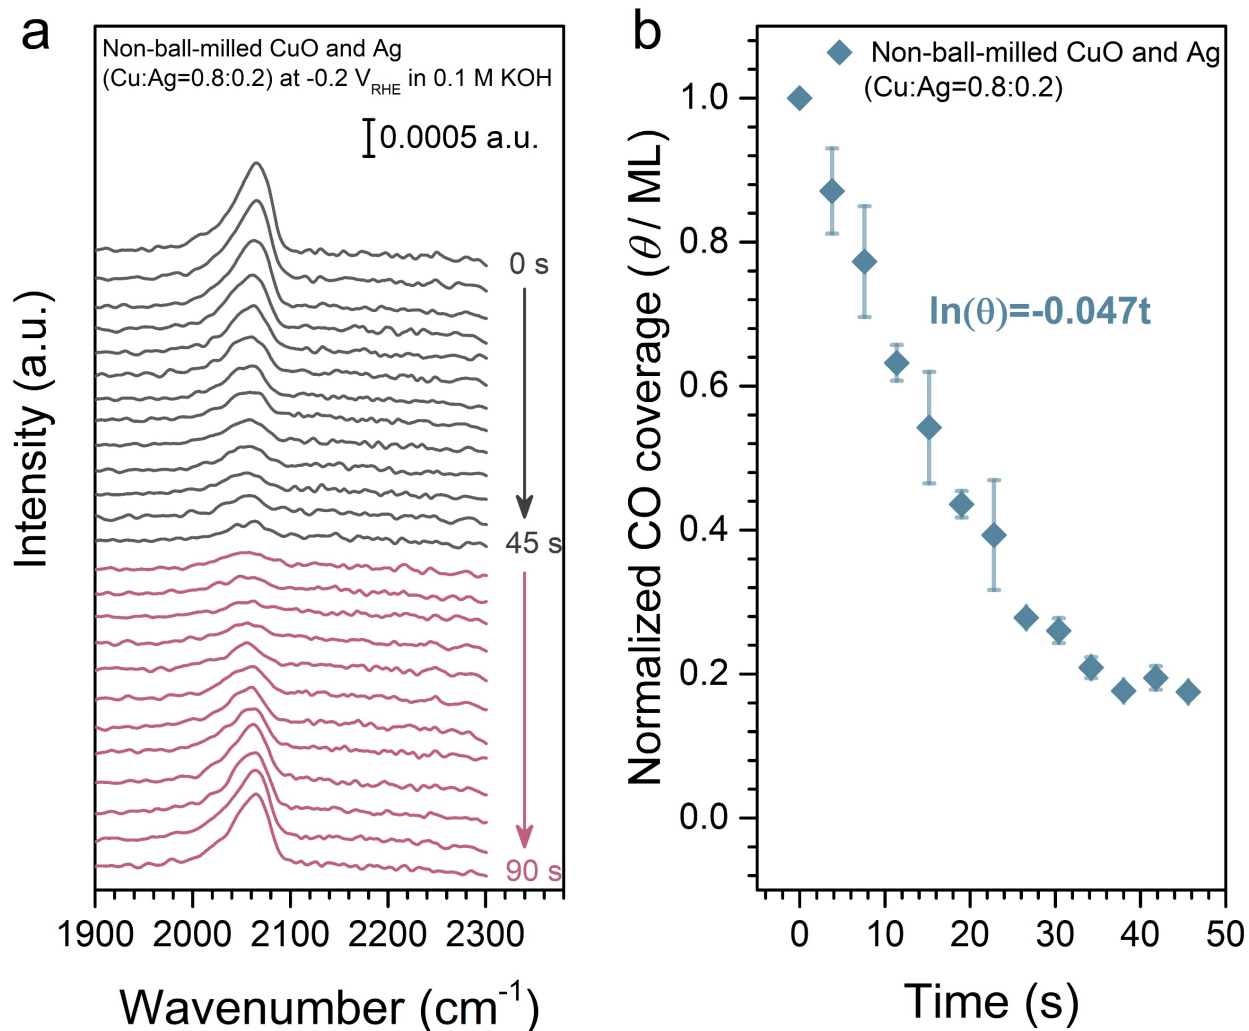 a
Non-ball-milled CuO and Ag
(Cu:Ag=0.8:0.2) at -0.2 V_RHE in 0.1 M KOH
0.0005 a.u.
0 s
45 s
90 s
Intensity (a.u.)
1900 2000 2100 2200 2300
Wavenumber (cm⁻¹)
b
Non-ball-milled CuO and Ag
(Cu:Ag=0.8:0.2)
ln(θ)=-0.047t
Normalized CO coverage (θ / ML)
1.0
0.8
0.6
0.4
0.2
0.0
0 10 20 30 40 50
Time (s)